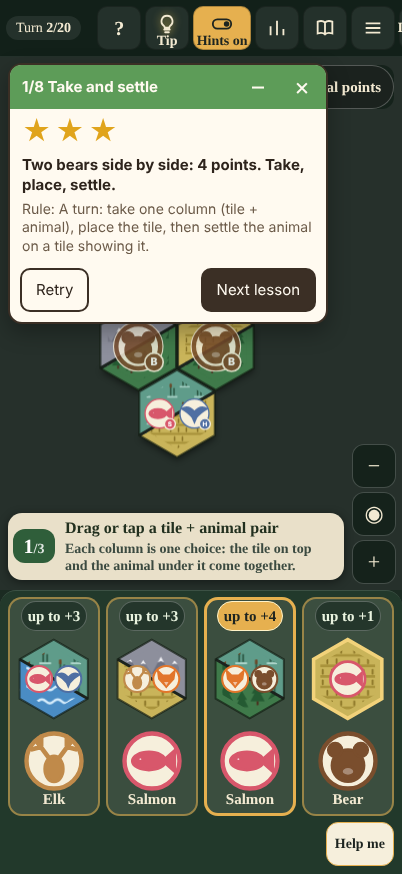 Turn 2/20
?
Tip
Hints on
1/8 Take and settle
al points
Two bears side by side: 4 points. Take,
place, settle.
Rule: A turn: take one column (tile +
animal), place the tile, then settle the animal
on a tile showing it.
Retry
Next lesson
B
B
S
H
1/3
Drag or tap a tile + animal pair
Each column is one choice: the tile on top
and the animal under it come together.
up to +3
up to +3
up to +4
up to +1
Elk
Salmon
Salmon
Bear
Help me